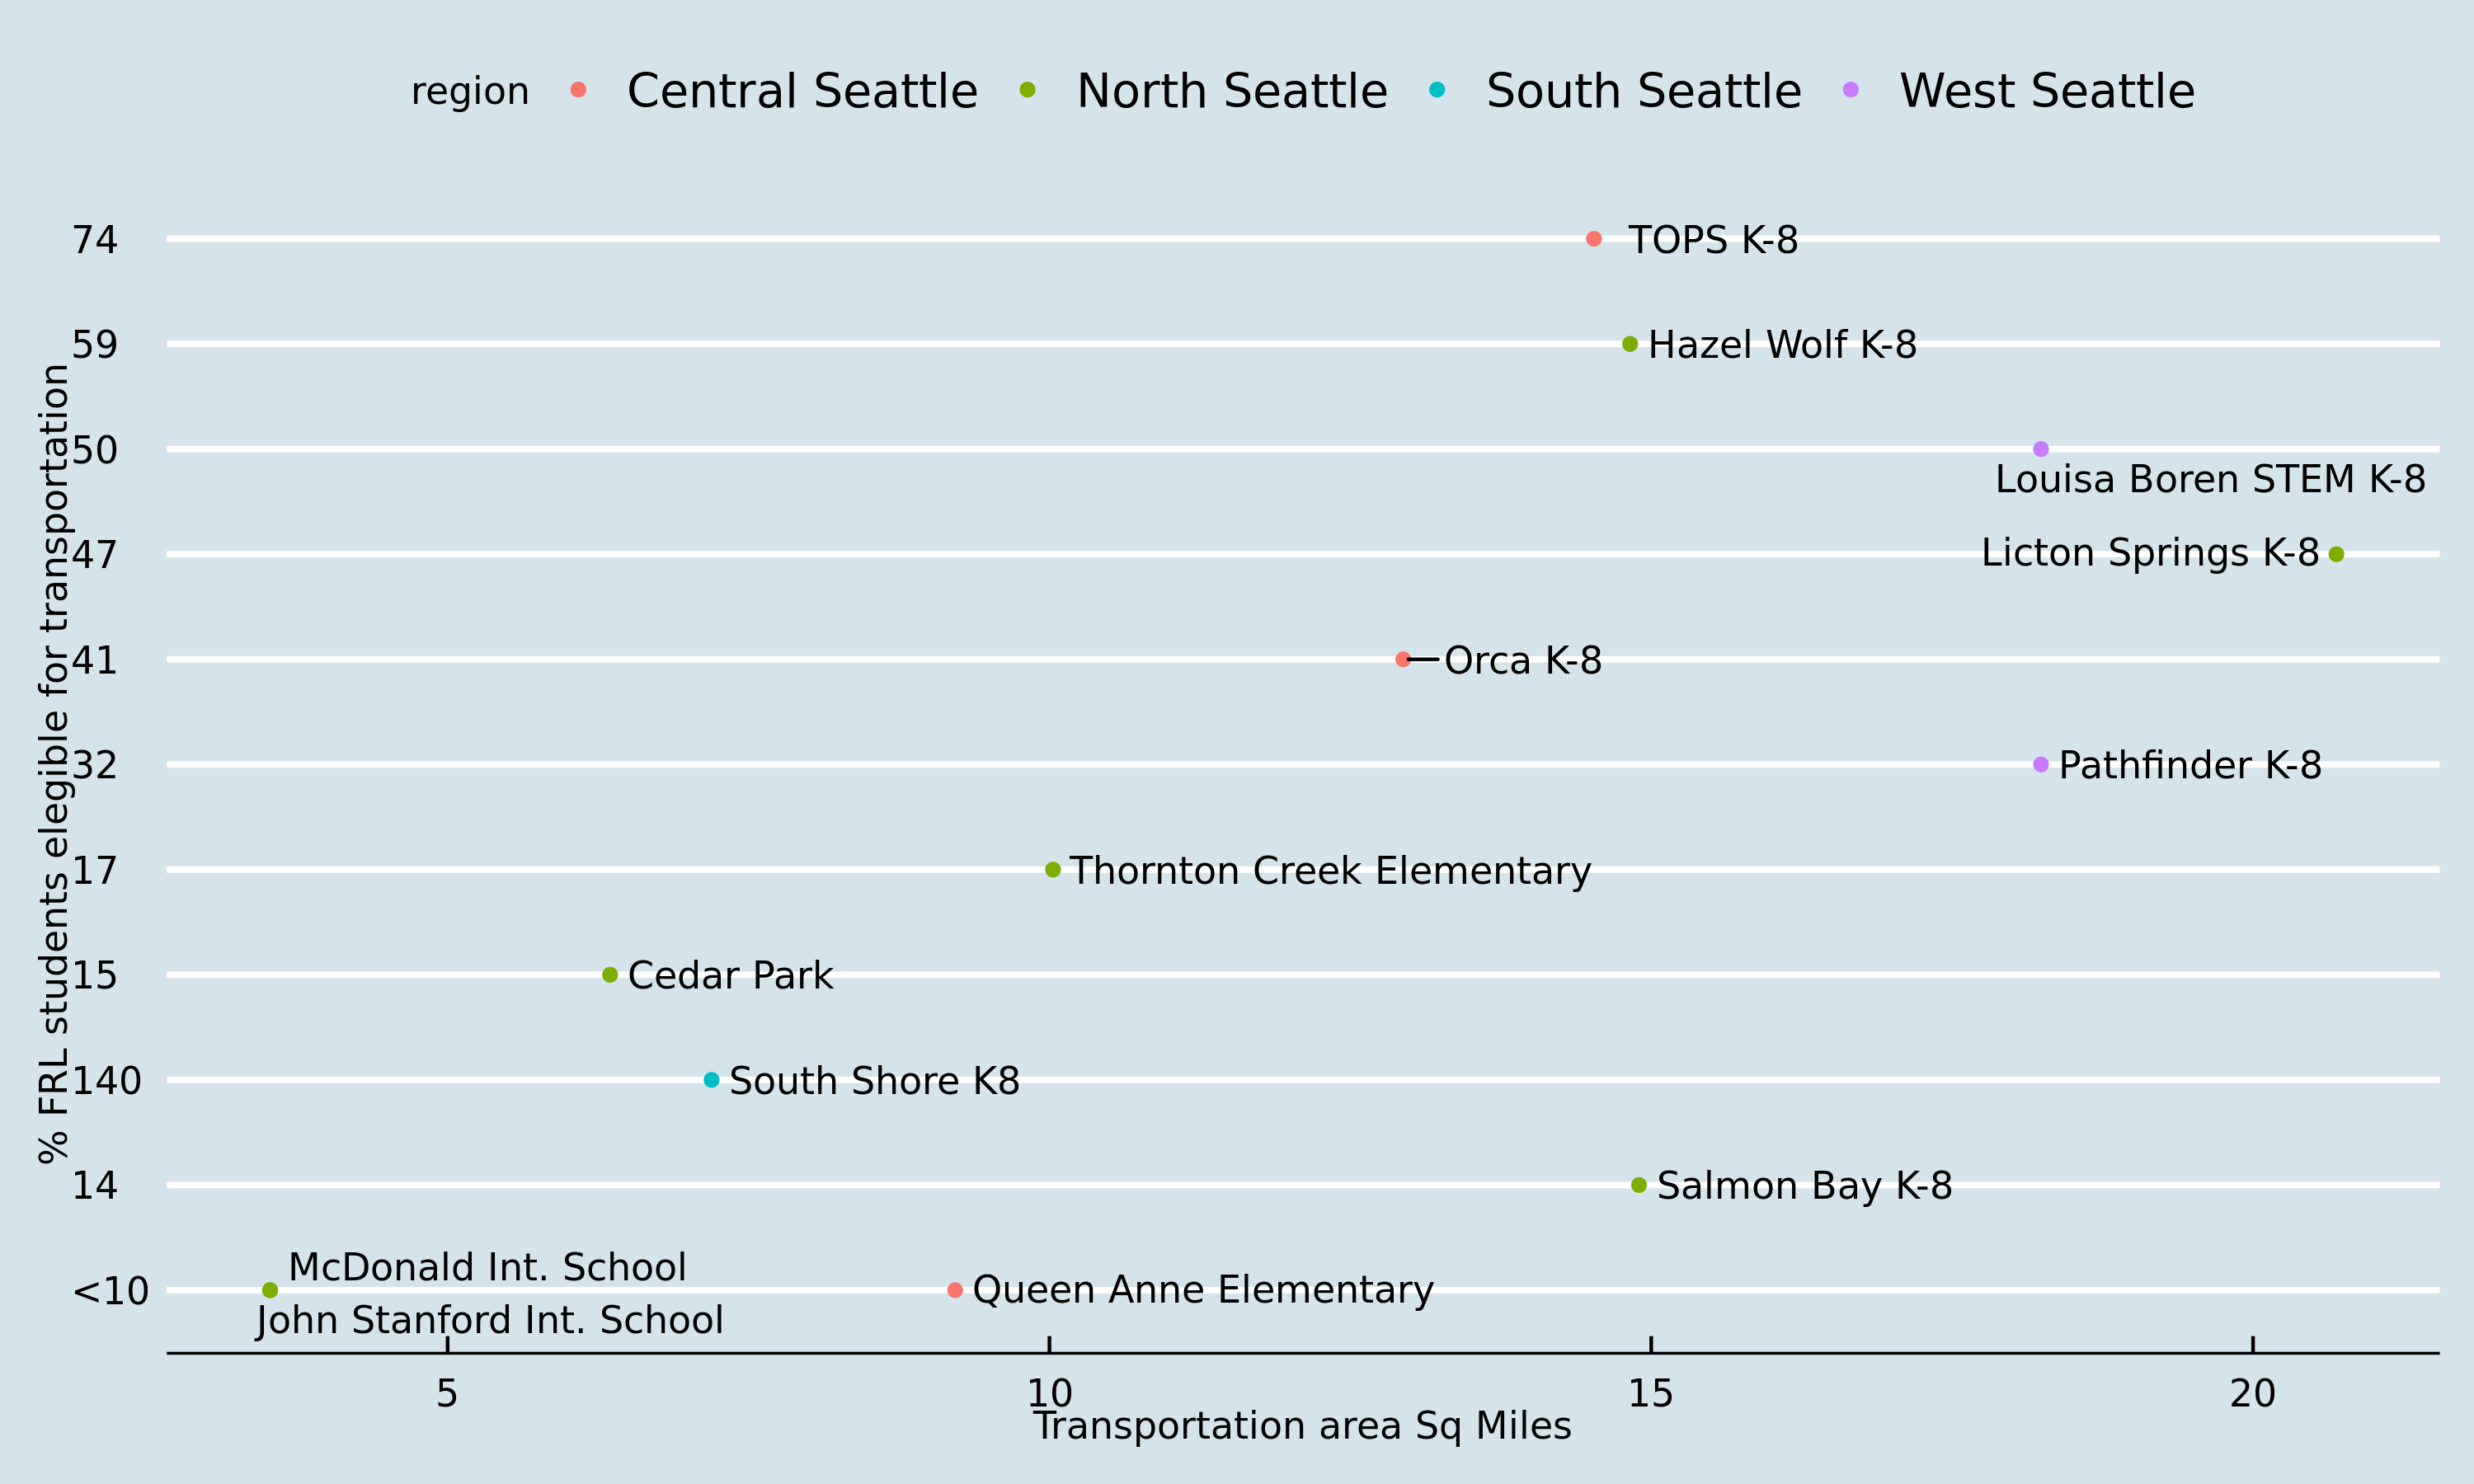 region Central Seattle North Seattle South Seattle West Seattle
% FRL students elegible for transportation
74 TOPS K-8
59 Hazel Wolf K-8
50
Louisa Boren STEM K-8
47 Licton Springs K-8
41 Orca K-8
32 Pathfinder K-8
17 Thornton Creek Elementary
15 Cedar Park
140 South Shore K8
14 Salmon Bay K-8
McDonald Int. School
<10 Queen Anne Elementary
John Stanford Int. School
5 10 15 20
Transportation area Sq Miles